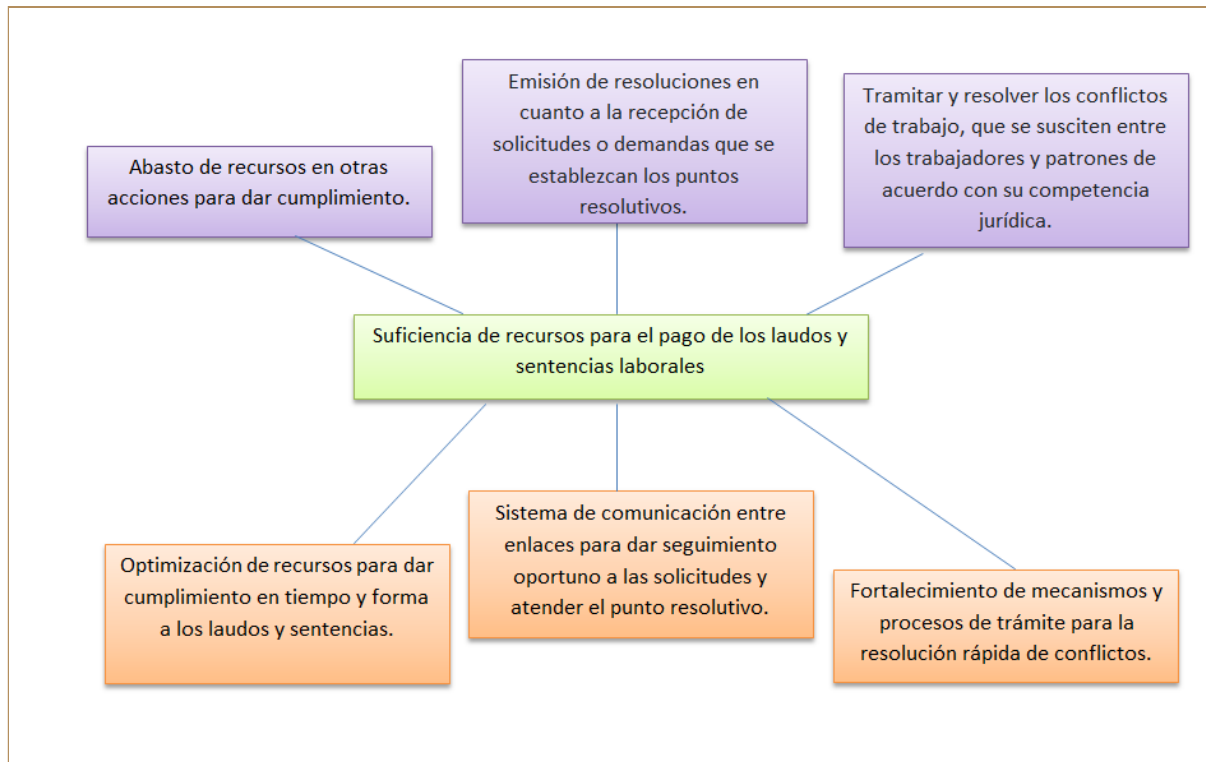 Abasto de recursos en otras
acciones para dar cumplimiento.
Emisión de resoluciones en
cuanto a la recepción de
solicitudes o demandas que se
establezcan los puntos
resolutivos.
Tramitar y resolver los conflictos
de trabajo, que se susciten entre
los trabajadores y patrones de
acuerdo con su competencia
jurídica.
Suficiencia de recursos para el pago de los laudos y
sentencias laborales
Optimización de recursos para dar
cumplimiento en tiempo y forma
a los laudos y sentencias.
Sistema de comunicación entre
enlaces para dar seguimiento
oportuno a las solicitudes y
atender el punto resolutivo.
Fortalecimiento de mecanismos y
procesos de trámite para la
resolución rápida de conflictos.